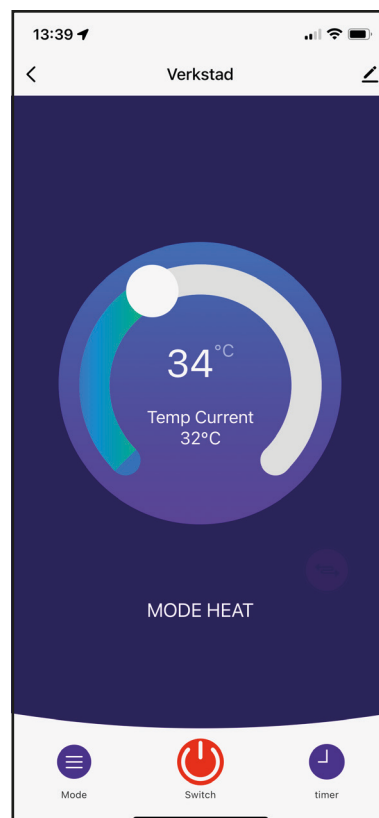 13:39
Verkstad
34°C
Temp Current
32°C
MODE HEAT
Mode
Switch
timer